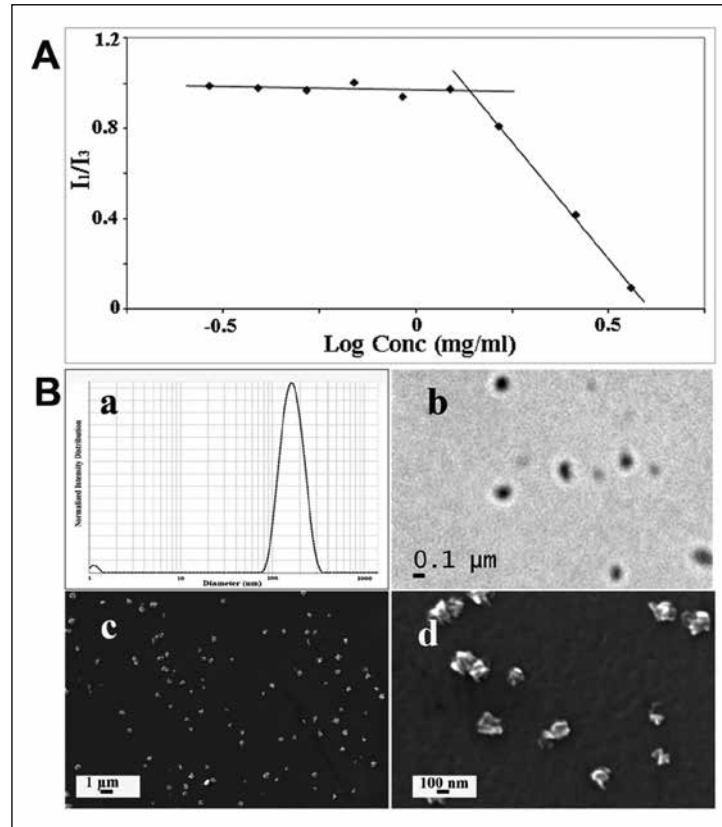 A
1.2
0.8
0.4
0
I1/I3
-0.5 0 0.5
Log Conc (mg/ml)
B
a
Normalised Intensity Distribution
1 10 100 1000
Diameter (nm)
b
0.1 µm
c
1 µm
d
100 nm